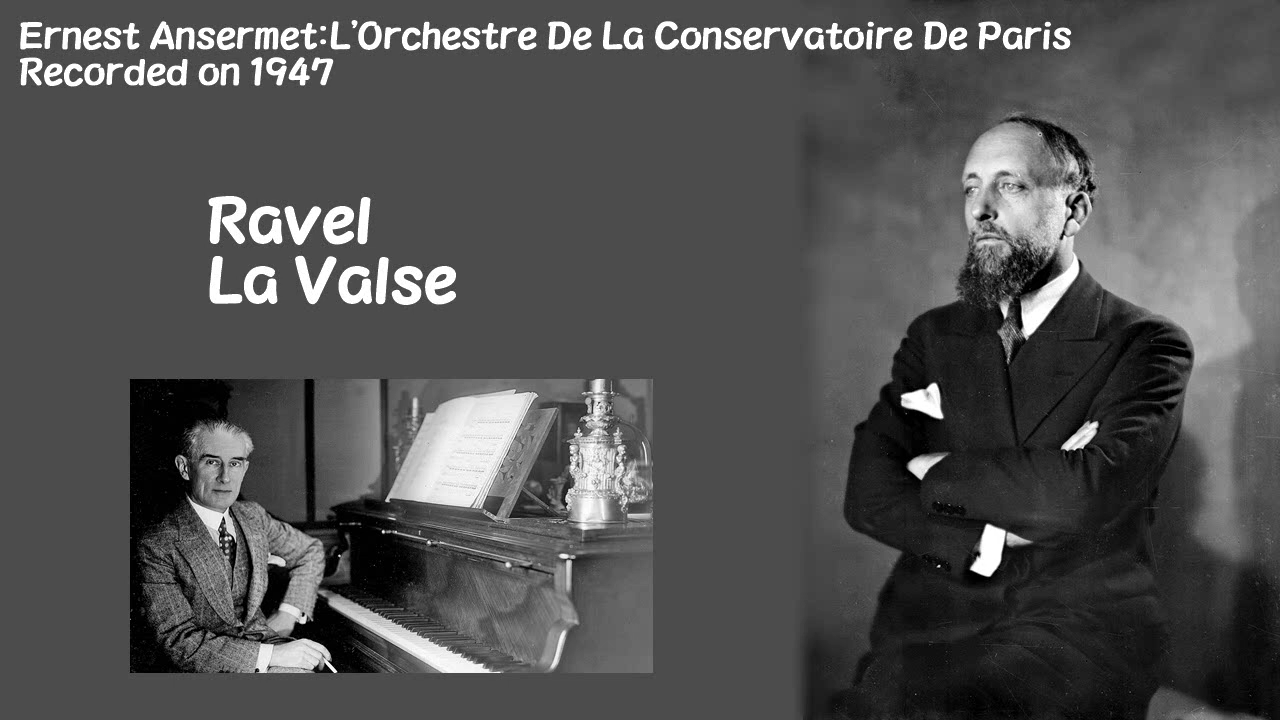 Ernest Ansermet:L'Orchestre De La Conservatoire De Paris
Recorded on 1947
Ravel
La Valse